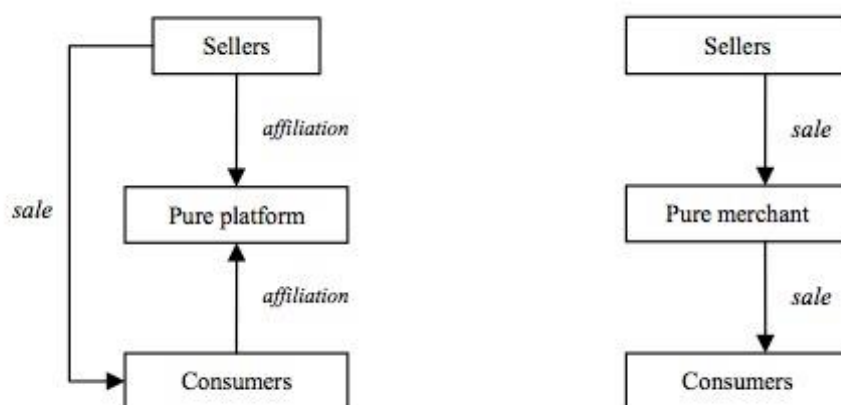 Sellers
affiliation
sale
Pure platform
affiliation
Consumers
Sellers
sale
Pure merchant
sale
Consumers